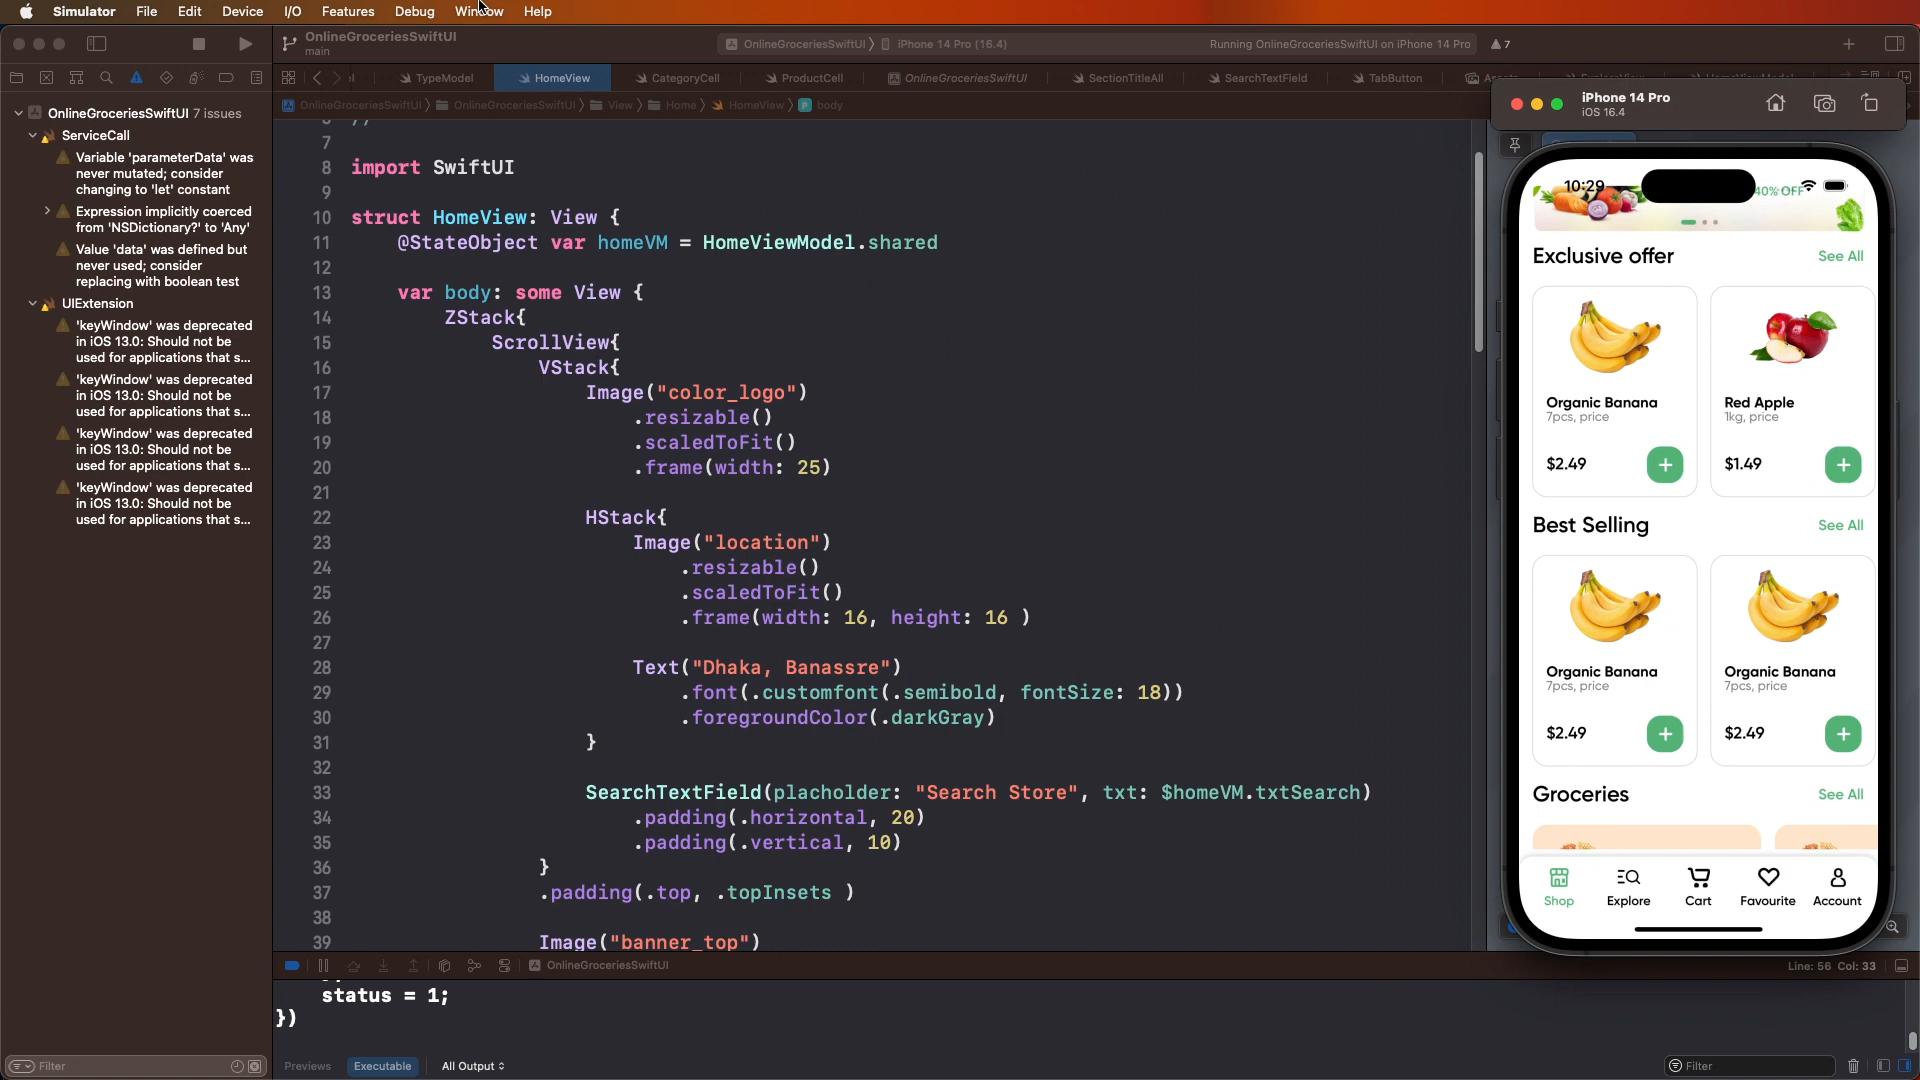 Simulator File Edit Device I/O Features Debug Window Help
OnlineGroceriesSwiftUI
main
OnlineGroceriesSwiftUI iPhone 14 Pro (16.4)
Running OnlineGroceriesSwiftUI on iPhone 14 Pro 7
TypeModel HomeView CategoryCell ProductCell OnlineGroceriesSwiftUI SectionTitleAll SearchTextField TabButton
OnlineGroceriesSwiftUI OnlineGroceriesSwiftUI View Home HomeView body
OnlineGroceriesSwiftUI 7 issues
ServiceCall
Variable 'parameterData' was
never mutated; consider
changing to 'let' constant
Expression implicitly coerced
from 'NSDictionary?' to 'Any'
Value 'data' was defined but
never used; consider
replacing with boolean test
UIExtension
'keyWindow' was deprecated
in iOS 13.0: Should not be
used for applications that s...
'keyWindow' was deprecated
in iOS 13.0: Should not be
used for applications that s...
'keyWindow' was deprecated
in iOS 13.0: Should not be
used for applications that s...
'keyWindow' was deprecated
in iOS 13.0: Should not be
used for applications that s...
Filter
7
8 import SwiftUI
9
10 struct HomeView: View {
11 @StateObject var homeVM = HomeViewModel.shared
12
13 var body: some View {
14 ZStack{
15 ScrollView{
16 VStack{
17 Image("color_logo")
18 .resizable()
19 .scaledToFit()
20 .frame(width: 25)
21
22 HStack{
23 Image("location")
24 .resizable()
25 .scaledToFit()
26 .frame(width: 16, height: 16 )
27
28 Text("Dhaka, Banassre")
29 .font(.customfont(.semibold, fontSize: 18))
30 .foregroundColor(.darkGray)
31 }
32
33 SearchTextField(placholder: "Search Store", txt: $homeVM.txtSearch)
34 .padding(.horizontal, 20)
35 .padding(.vertical, 10)
36 }
37 .padding(.top, .topInsets )
38
39 Image("banner_top")
OnlineGroceriesSwiftUI
Line: 56 Col: 33
status = 1;
})
Previews Executable All Output
Filter
iPhone 14 Pro
iOS 16.4
10:29
40% OFF
Exclusive offer See All
Organic Banana
7pcs, price
$2.49
Red Apple
1kg, price
$1.49
Best Selling See All
Organic Banana
7pcs, price
$2.49
Organic Banana
7pcs, price
$2.49
Groceries See All
Shop Explore Cart Favourite Account